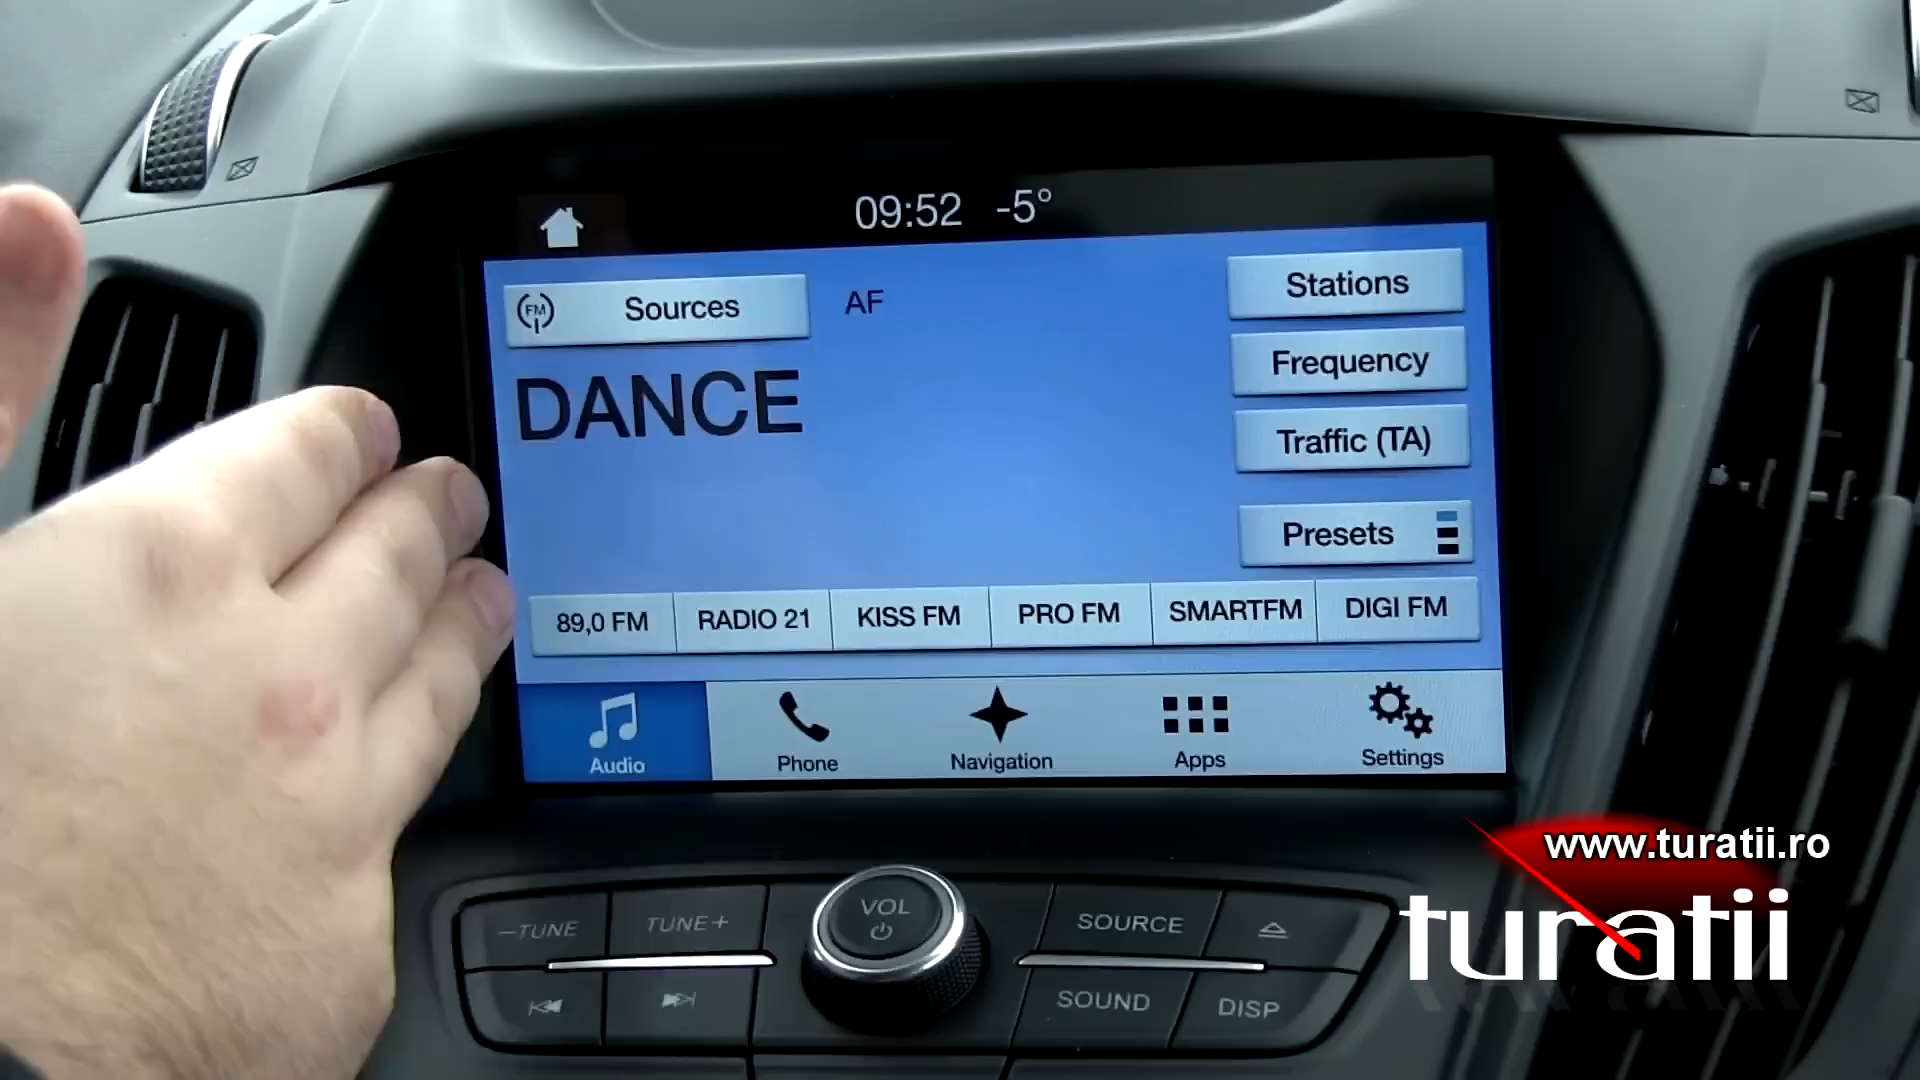 09:52 -5°
FM Sources AF Stations
DANCE
Frequency
Traffic (TA)
Presets
89,0 FM RADIO 21 KISS FM PRO FM SMARTFM DIGI FM
Audio Phone Navigation Apps Settings
www.turatii.ro
turatii
–TUNE TUNE+ VOL SOURCE
SOUND DISP